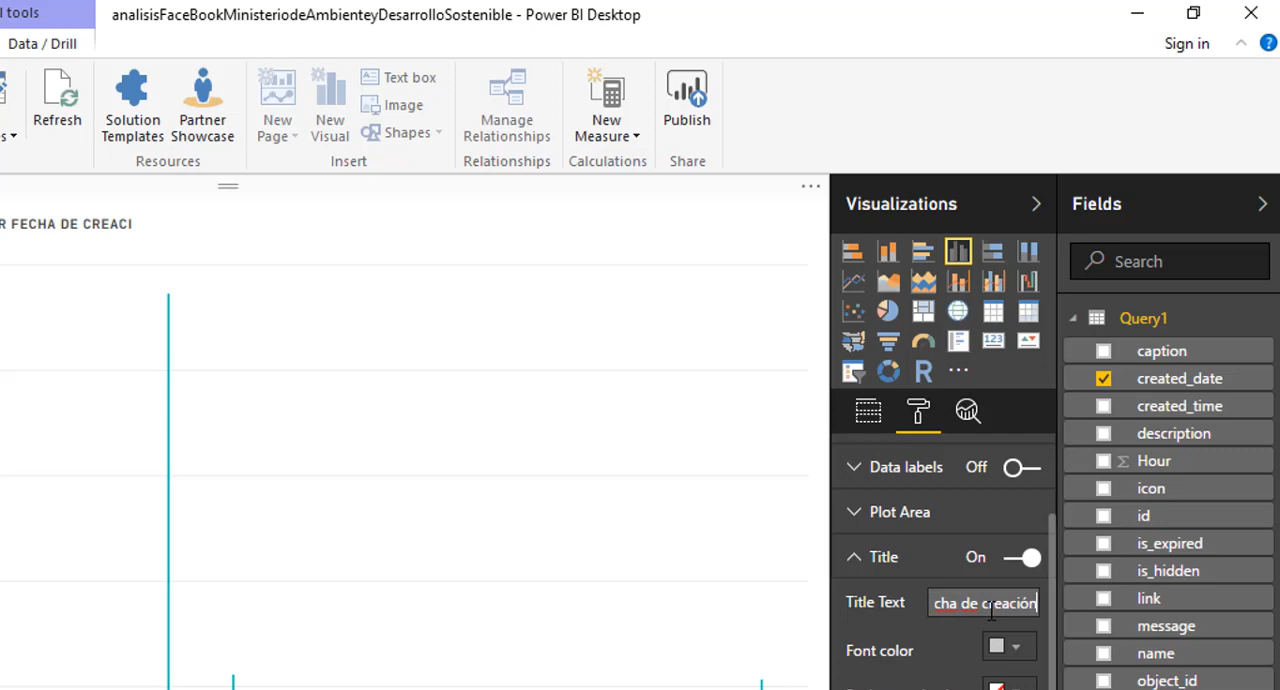 l tools
analisisFaceBookMinisteriodeAmbienteyDesarrolloSostenible - Power BI Desktop
Data / Drill
Sign in
?
s
Refresh
Solution Templates
Partner Showcase
New Page
New Visual
Text box
Image
Shapes
Manage Relationships
New Measure
Publish
Resources
Insert
Relationships
Calculations
Share
R FECHA DE CREACI
Visualizations
Fields
Search
123
R
Query1
caption
created_date
created_time
description
Σ Hour
icon
id
is_expired
is_hidden
link
message
name
object_id
Data labels Off
Plot Area
Title On
Title Text cha de creación
Font color